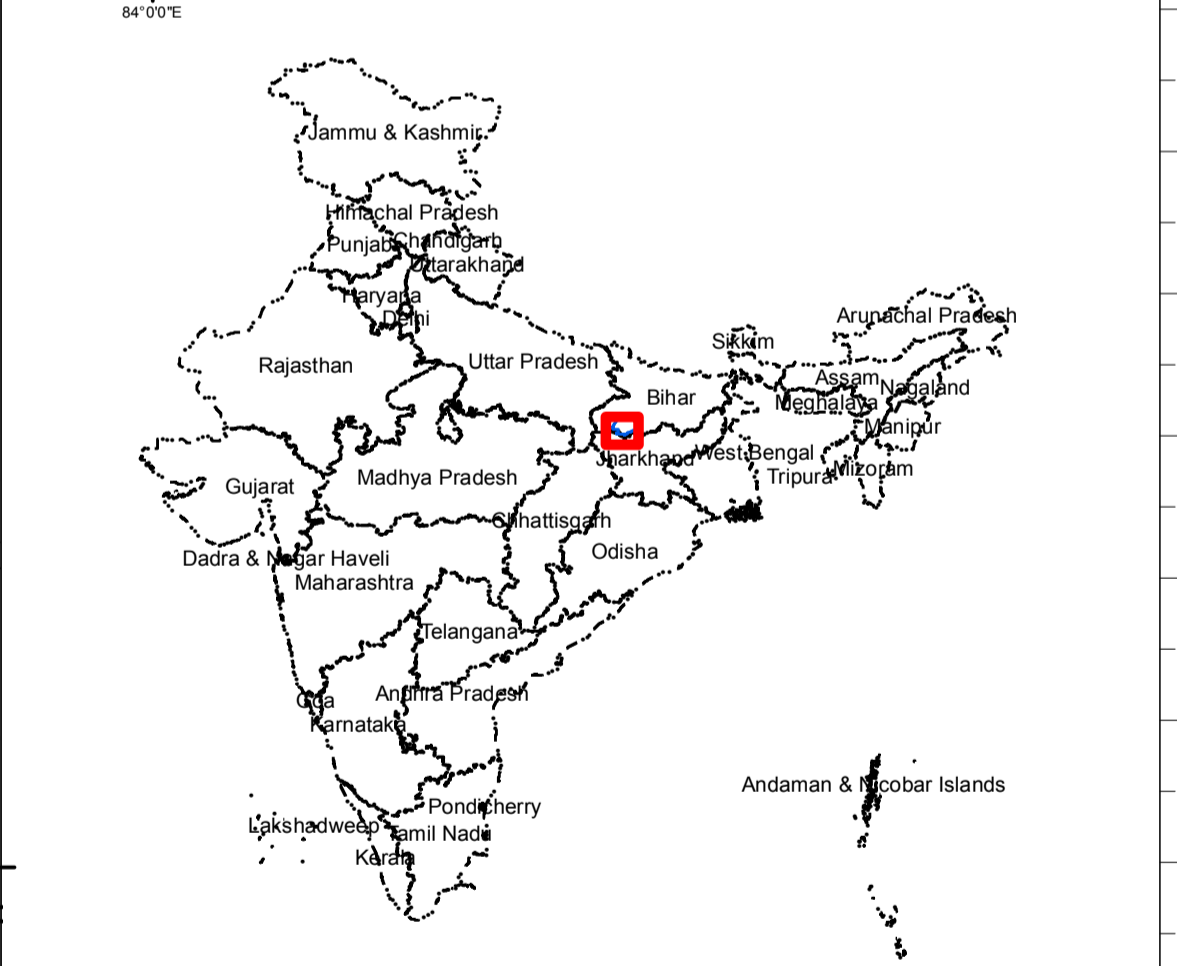 84°0'0"E
Jammu & Kashmir
Himachal Pradesh
Punjab
Chandigarh
Uttarakhand
Haryana
Delhi
Arunachal Pradesh
Sikkim
Rajasthan
Uttar Pradesh
Assam
Nagaland
Bihar
Meghalaya
Manipur
Jharkhand
West Bengal
Madhya Pradesh
Tripura
Mizoram
Gujarat
Chhattisgarh
Odisha
Dadra & Nagar Haveli
Maharashtra
Telangana
Andhra Pradesh
Goa
Karnataka
Andaman & Nicobar Islands
Pondicherry
Lakshadweep
Tamil Nadu
Kerala